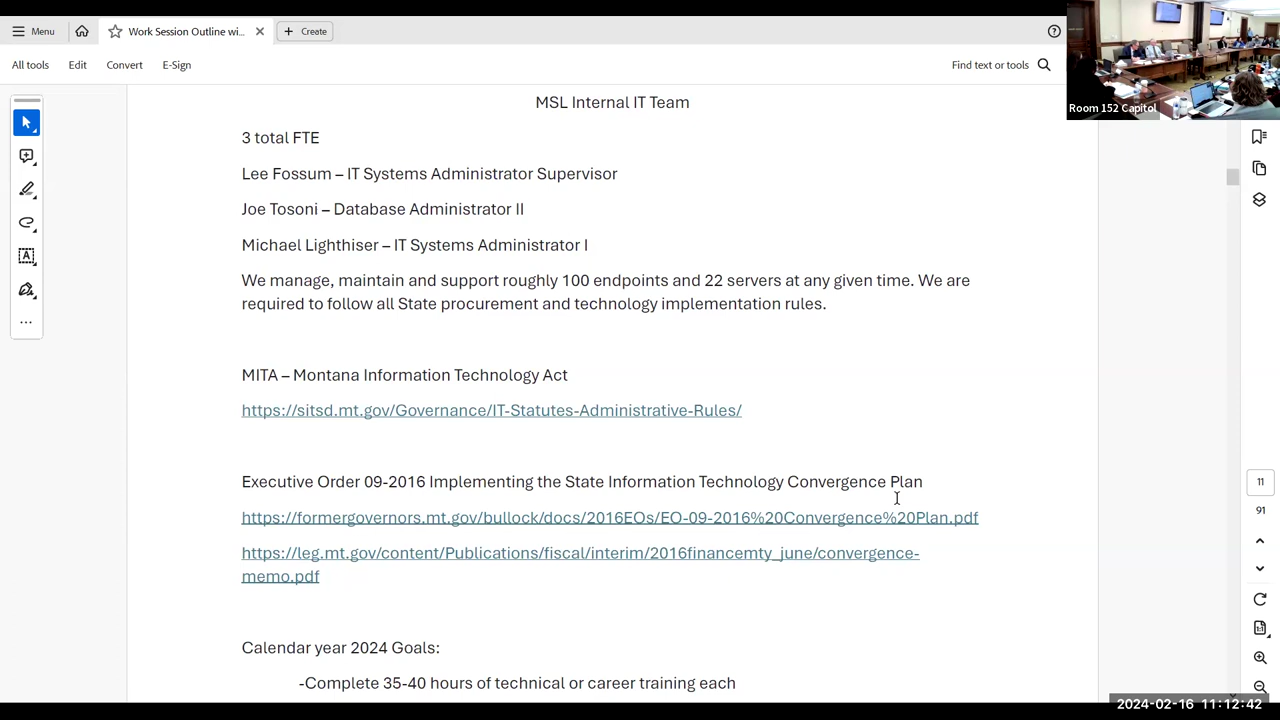 Menu
Work Session Outline wi...
Create
All tools
Edit
Convert
E-Sign
Find text or tools
Room 152 Capitol
MSL Internal IT Team
3 total FTE
Lee Fossum – IT Systems Administrator Supervisor
Joe Tosoni – Database Administrator II
Michael Lighthiser – IT Systems Administrator I
We manage, maintain and support roughly 100 endpoints and 22 servers at any given time. We are
required to follow all State procurement and technology implementation rules.
MITA – Montana Information Technology Act
https://sitsd.mt.gov/Governance/IT-Statutes-Administrative-Rules/
Executive Order 09-2016 Implementing the State Information Technology Convergence Plan
https://formergovernors.mt.gov/bullock/docs/2016EOs/EO-09-2016%20Convergence%20Plan.pdf
https://leg.mt.gov/content/Publications/fiscal/interim/2016financemty_june/convergence-
memo.pdf
Calendar year 2024 Goals:
-Complete 35-40 hours of technical or career training each
11
91
2024-02-16 11:12:42